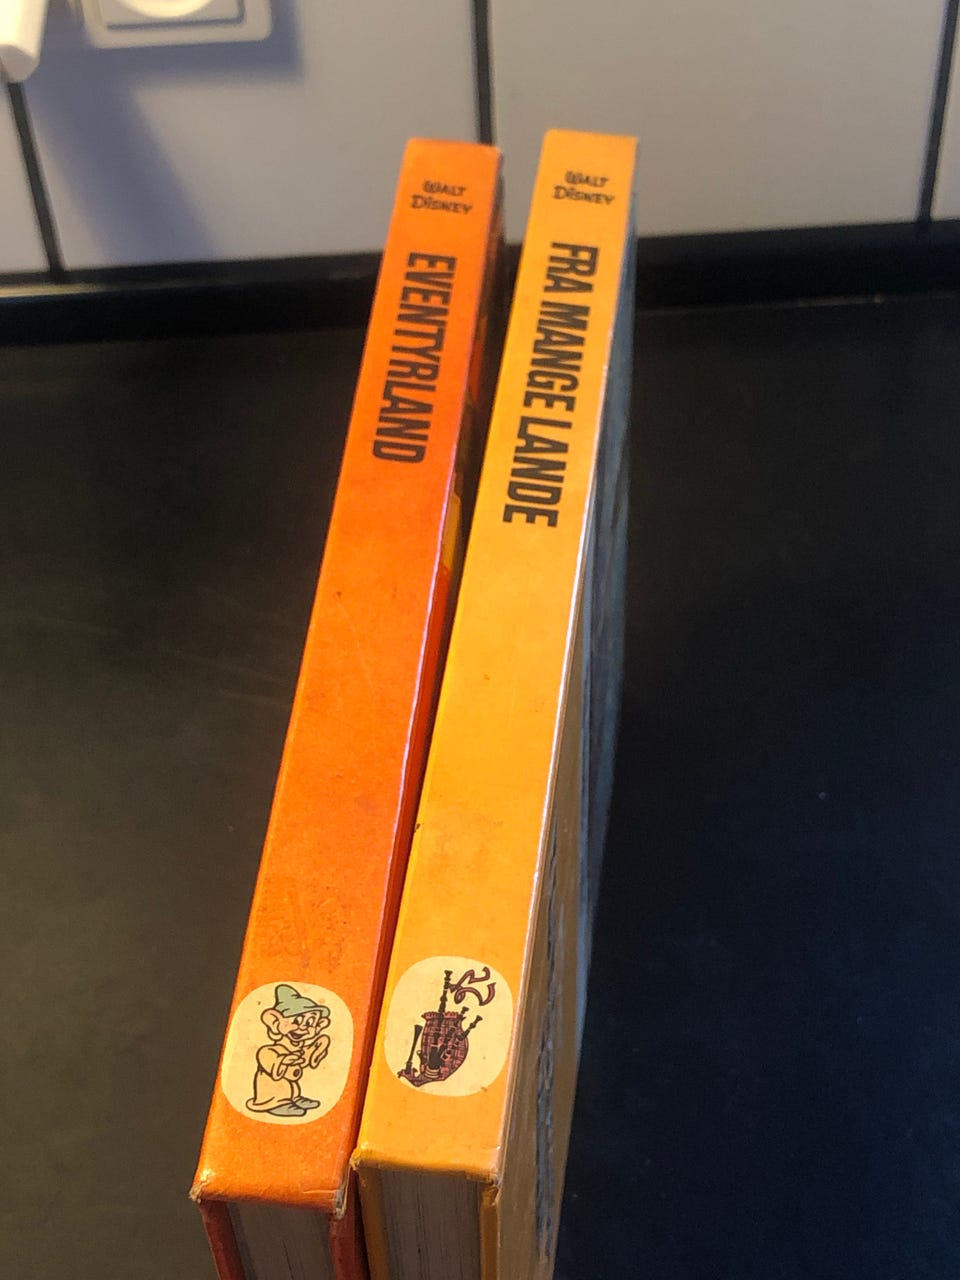 WALT
DISNEY
EVENTYRLAND
WALT
DISNEY
FRA MANGE LANDE